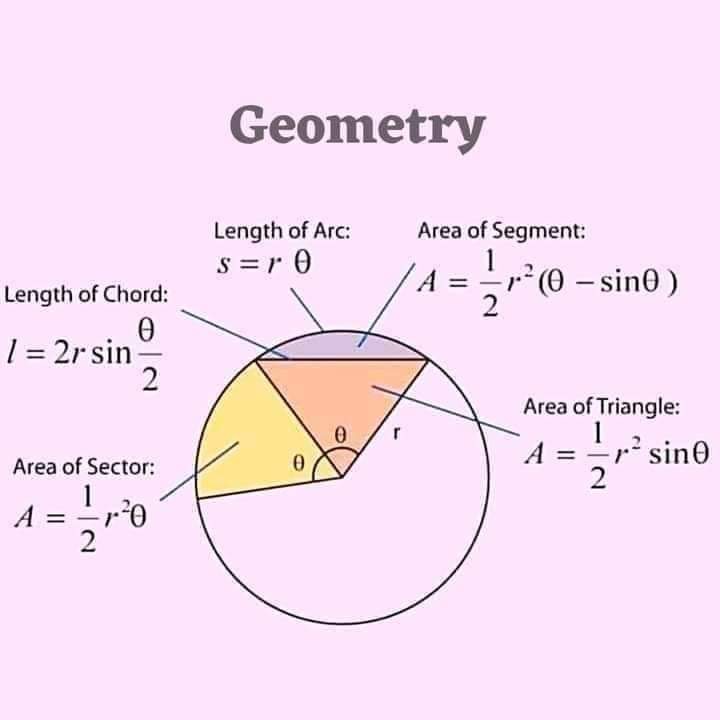 Geometry
Length of Arc:
s = r θ
Area of Segment:
A = 1/2 r² (θ – sinθ )
Length of Chord:
l = 2r sin θ/2
Area of Triangle:
A = 1/2 r² sinθ
θ
r
θ
Area of Sector:
A = 1/2 r²θ